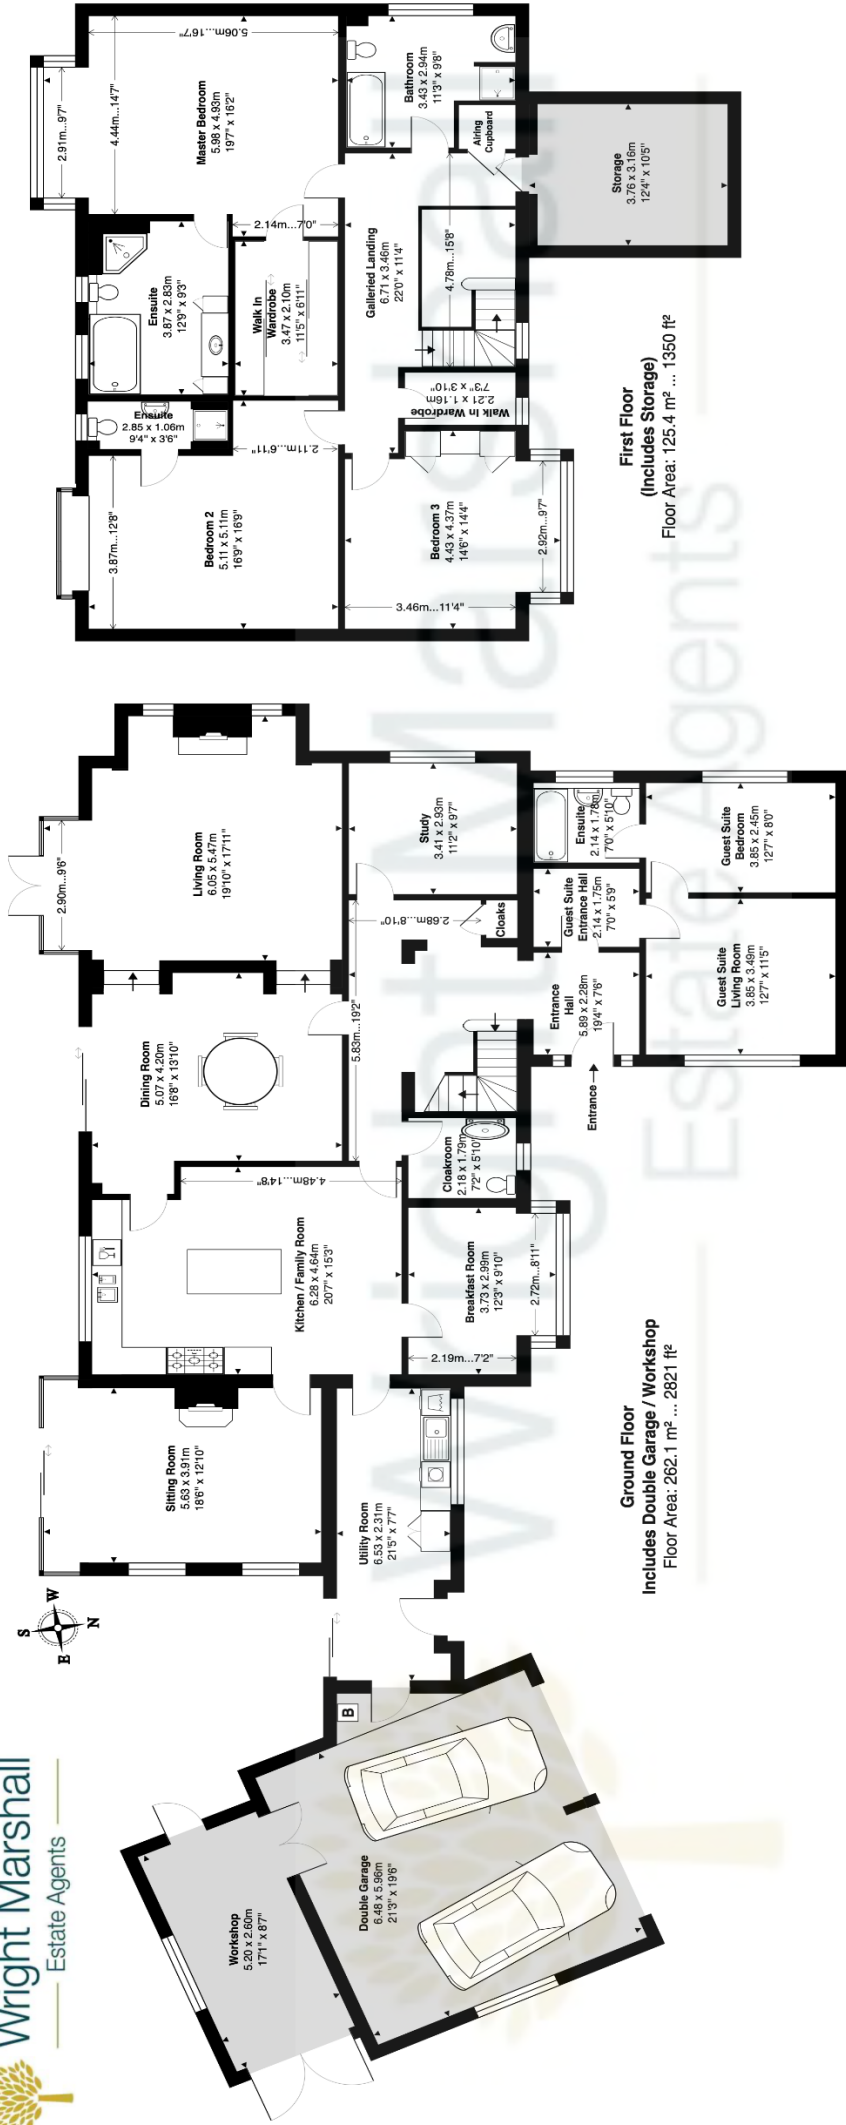 Wright Marshall
Estate Agents
S
E
W
N
Workshop
5.20 x 2.60m
17'1" x 8'7"
Double Garage
6.48 x 5.96m
21'3" x 19'6"
B
Sitting Room
5.63 x 3.91m
18'6" x 12'10"
Utility Room
6.53 x 2.31m
21'5" x 7'7"
Kitchen / Family Room
6.28 x 4.64m
20'7" x 15'3"
4.48m...14'8"
Breakfast Room
3.73 x 2.99m
12'3" x 9'10"
2.19m...7'2"
2.72m...8'11"
Dining Room
5.07 x 4.20m
16'8" x 13'10"
Cloakroom
2.18 x 1.79m
7'2" x 5'10"
5.83m...19'2"
2.68m...8'10"
Cloaks
Living Room
6.05 x 5.47m
19'10" x 17'11"
2.90m...9'6"
Study
3.41 x 2.93m
11'2" x 9'7"
Entrance
Entrance
Hall
5.89 x 2.28m
19'4" x 7'6"
Guest Suite
Entrance Hall
2.14 x 1.75m
7'0" x 5'9"
Ensuite
2.14 x 1.78m
7'0" x 5'10"
Guest Suite
Living Room
3.85 x 3.49m
12'7" x 11'5"
Guest Suite
Bedroom
3.85 x 2.45m
12'7" x 8'0"
Ground Floor
Includes Double Garage / Workshop
Floor Area: 262.1 m² ... 2821 ft²
Bedroom 2
5.11 x 5.11m
16'9" x 16'9"
3.87m...12'8"
2.11m...6'11"
Ensuite
2.85 x 1.06m
9'4" x 3'6"
Ensuite
3.87 x 2.83m
12'9" x 9'3"
Walk In
Wardrobe
3.47 x 2.10m
11'5" x 6'11"
2.14m...7'0"
Master Bedroom
5.98 x 4.93m
19'7" x 16'2"
2.91m...9'7"
4.44m...14'7"
5.06m...16'7"
Bedroom 3
4.43 x 4.37m
14'6" x 14'4"
3.46m...11'4"
2.92m...9'7"
Walk In Wardrobe
2.21 x 1.16m
7'3" x 3'10"
Galleried Landing
6.71 x 3.46m
22'0" x 11'4"
4.78m...15'8"
Bathroom
3.43 x 2.94m
11'3" x 9'8"
Airing
Cupboard
Storage
3.76 x 3.16m
12'4" x 10'5"
First Floor
(Includes Storage)
Floor Area: 125.4 m² ... 1350 ft²
Wright Marshall
Estate Agents